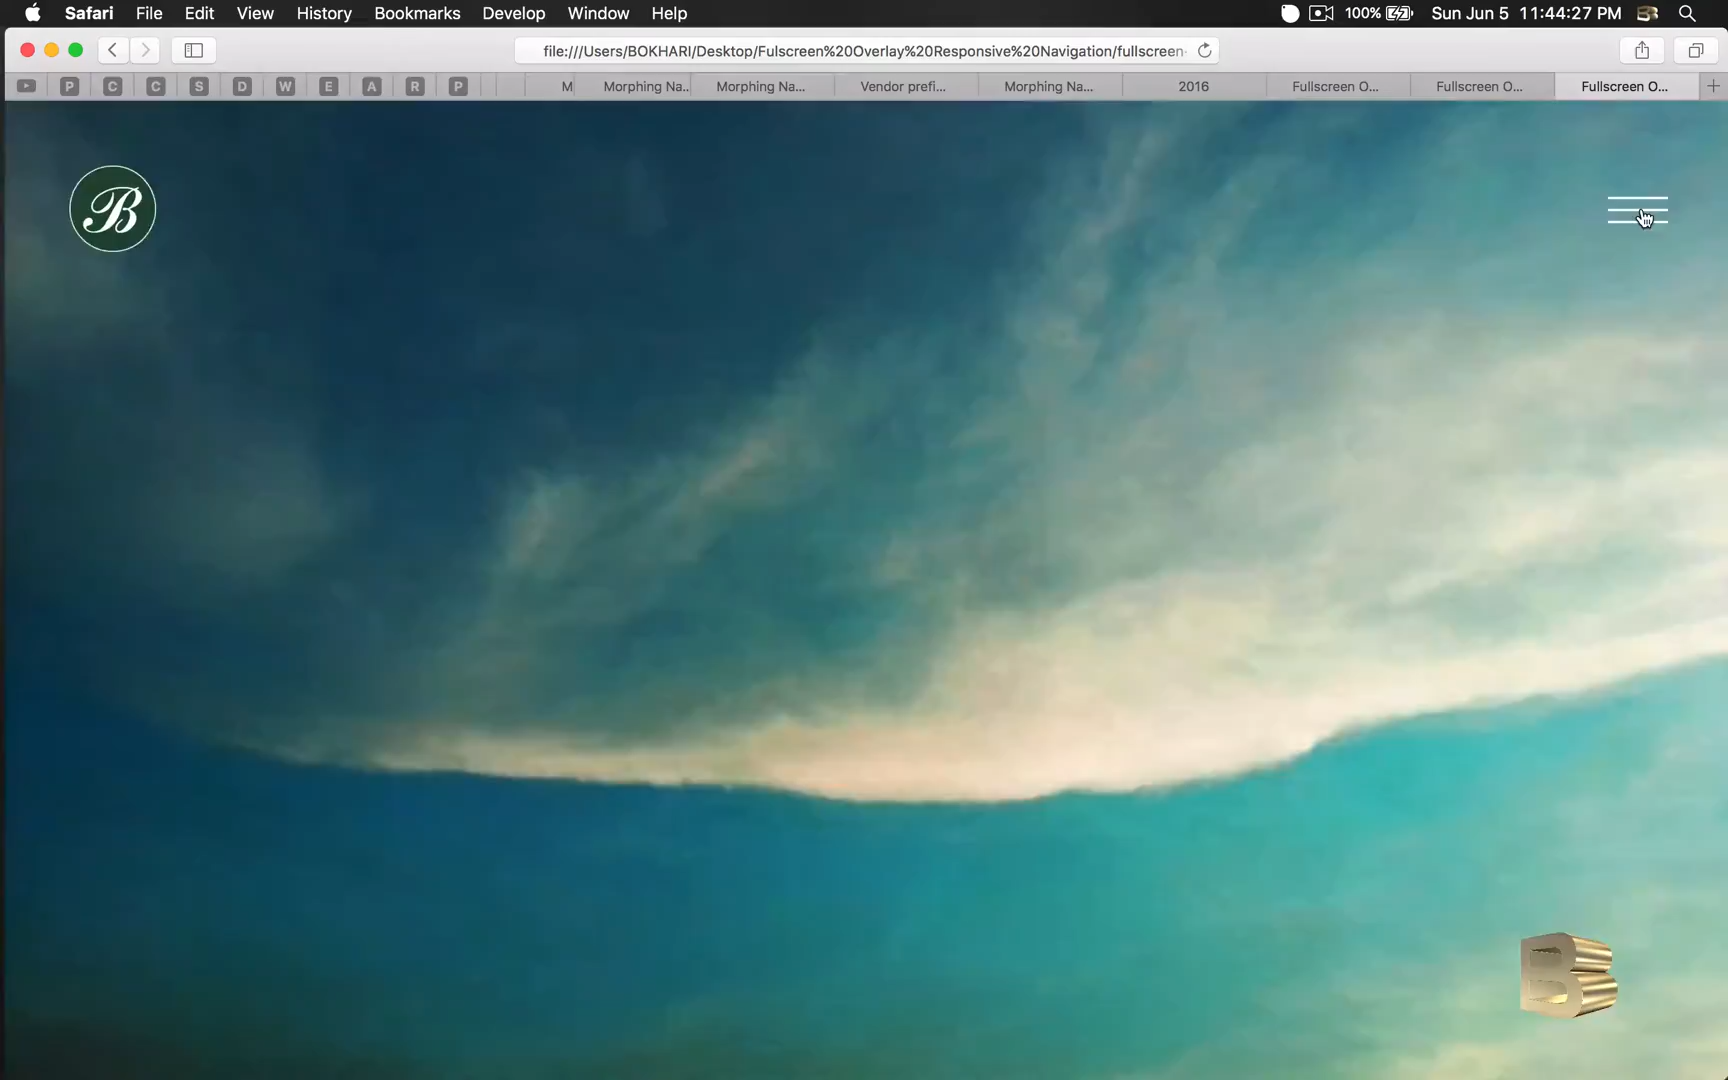 Safari File Edit View History Bookmarks Develop Window Help 100% Sun Jun 5 11:44:27 PM
file:///Users/BOKHARI/Desktop/Fulscreen%20Overlay%20Responsive%20Navigation/fullscreen-
P C C S D W E A R P M Morphing Na... Morphing Na... Vendor prefi... Morphing Na... 2016 Fullscreen O... Fullscreen O... Fullscreen O...
B
B